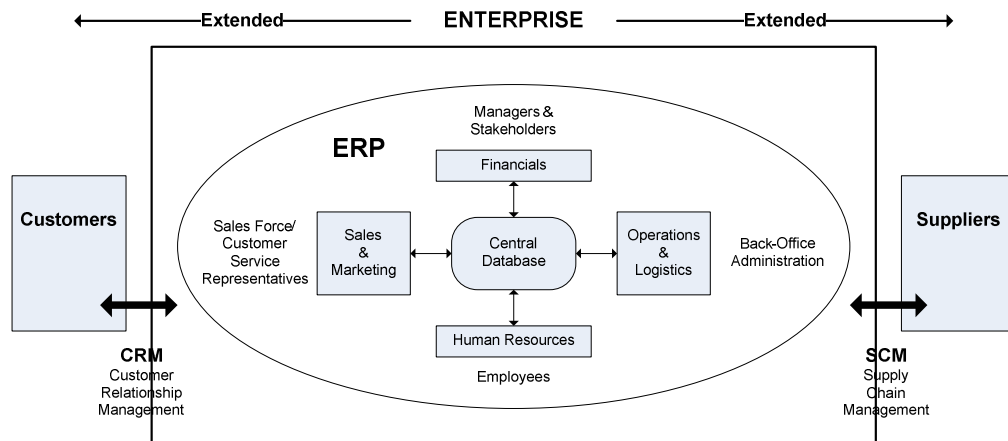 Extended ENTERPRISE Extended
Managers &
Stakeholders
ERP
Financials
Customers
Sales Force/
Customer
Service
Representatives
Sales
&
Marketing
Central
Database
Operations
&
Logistics
Back-Office
Administration
Suppliers
Human Resources
Employees
CRM
Customer
Relationship
Management
SCM
Supply
Chain
Management